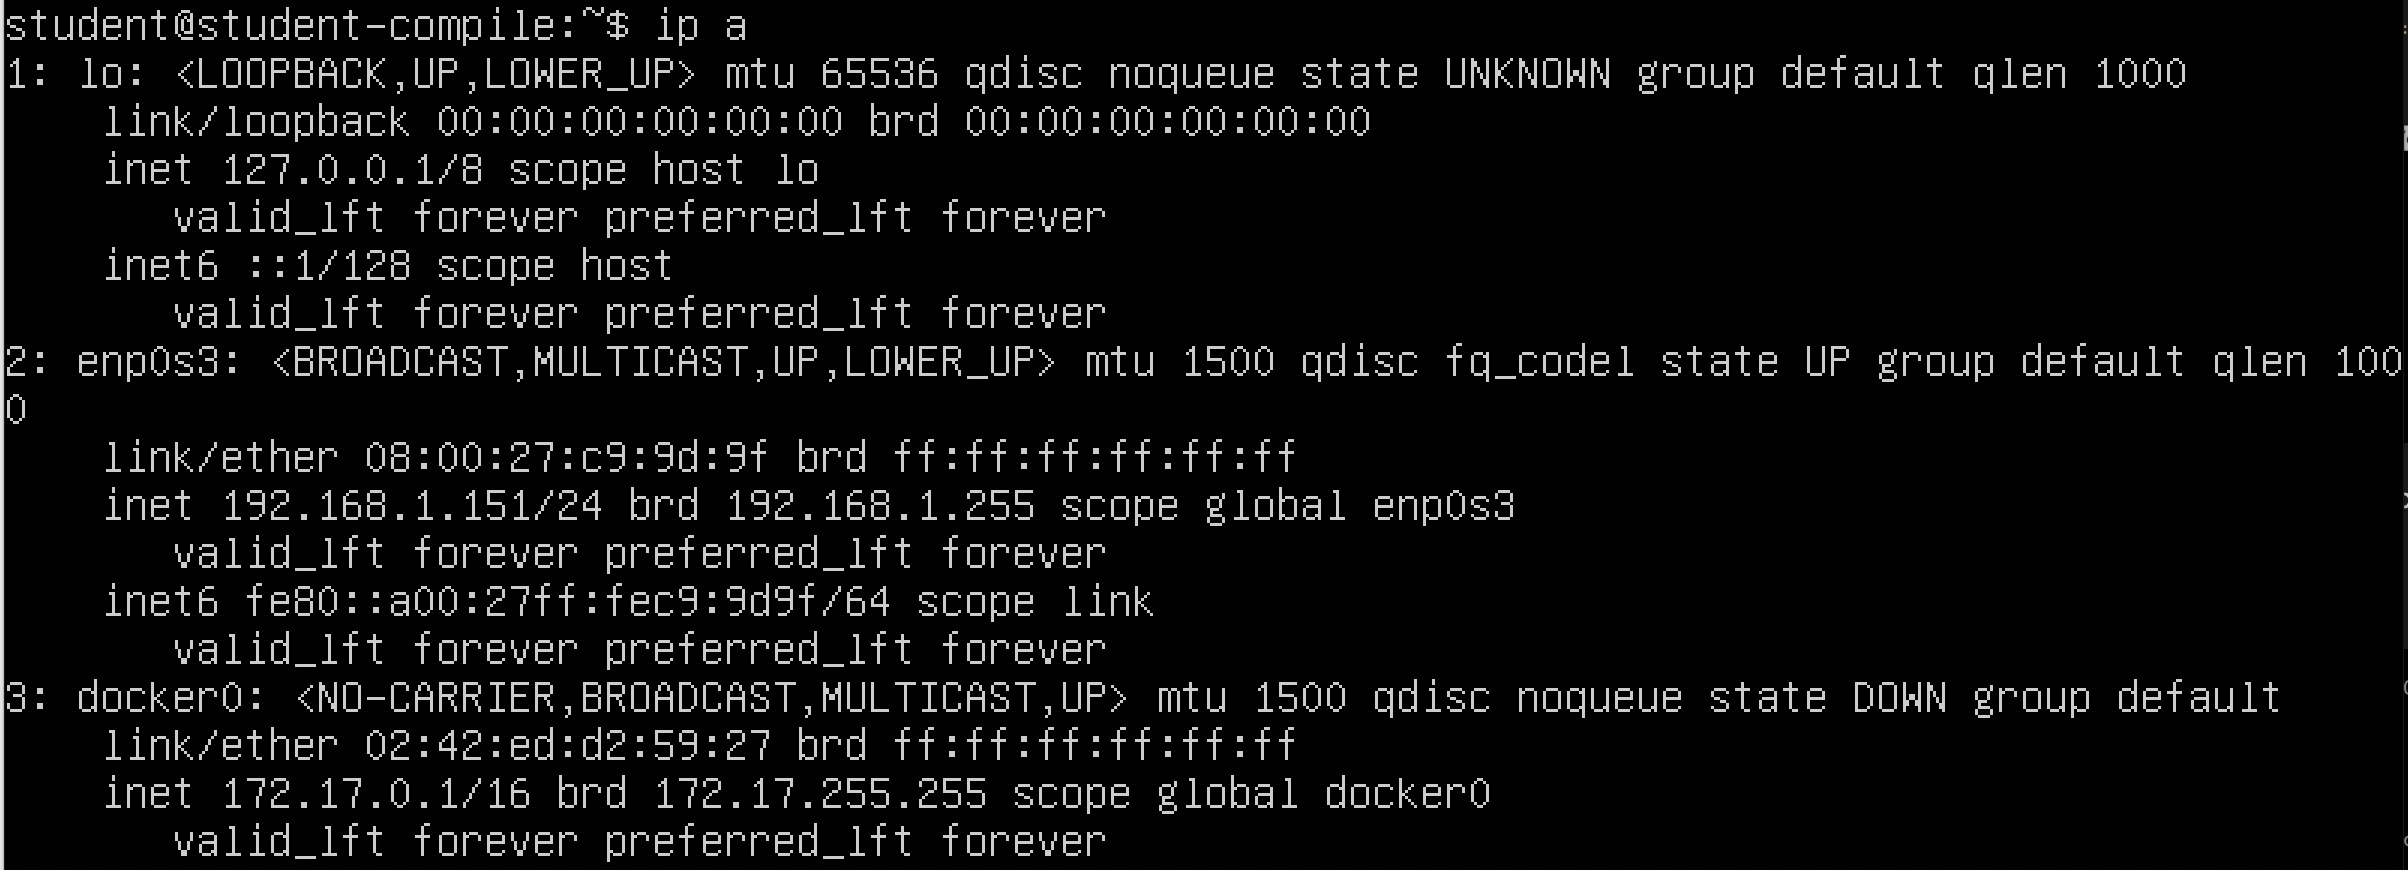 student@student-compile:~$ ip a
1: lo: <LOOPBACK,UP,LOWER_UP> mtu 65536 qdisc noqueue state UNKNOWN group default qlen 1000
    link/loopback 00:00:00:00:00:00 brd 00:00:00:00:00:00
    inet 127.0.0.1/8 scope host lo
       valid_lft forever preferred_lft forever
    inet6 ::1/128 scope host
       valid_lft forever preferred_lft forever
2: enp0s3: <BROADCAST,MULTICAST,UP,LOWER_UP> mtu 1500 qdisc fq_codel state UP group default qlen 100
0
    link/ether 08:00:27:c9:9d:9f brd ff:ff:ff:ff:ff:ff
    inet 192.168.1.151/24 brd 192.168.1.255 scope global enp0s3
       valid_lft forever preferred_lft forever
    inet6 fe80::a00:27ff:fec9:9d9f/64 scope link
       valid_lft forever preferred_lft forever
3: docker0: <NO-CARRIER,BROADCAST,MULTICAST,UP> mtu 1500 qdisc noqueue state DOWN group default
    link/ether 02:42:ed:d2:59:27 brd ff:ff:ff:ff:ff:ff
    inet 172.17.0.1/16 brd 172.17.255.255 scope global docker0
       valid_lft forever preferred_lft forever